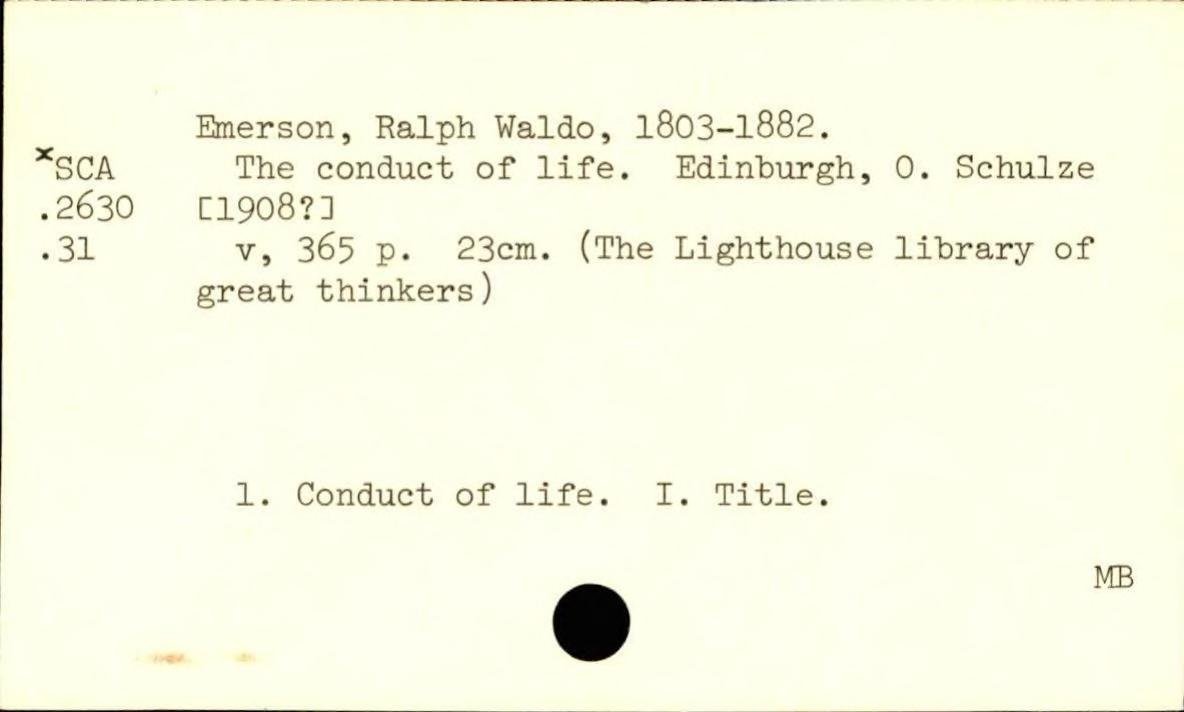 Emerson, Ralph Waldo, 1803-1882.
xSCA The conduct of life. Edinburgh, O. Schulze
.2630 [1908?]
.31 v, 365 p. 23cm. (The Lighthouse library of
great thinkers)
1. Conduct of life. I. Title.
MB